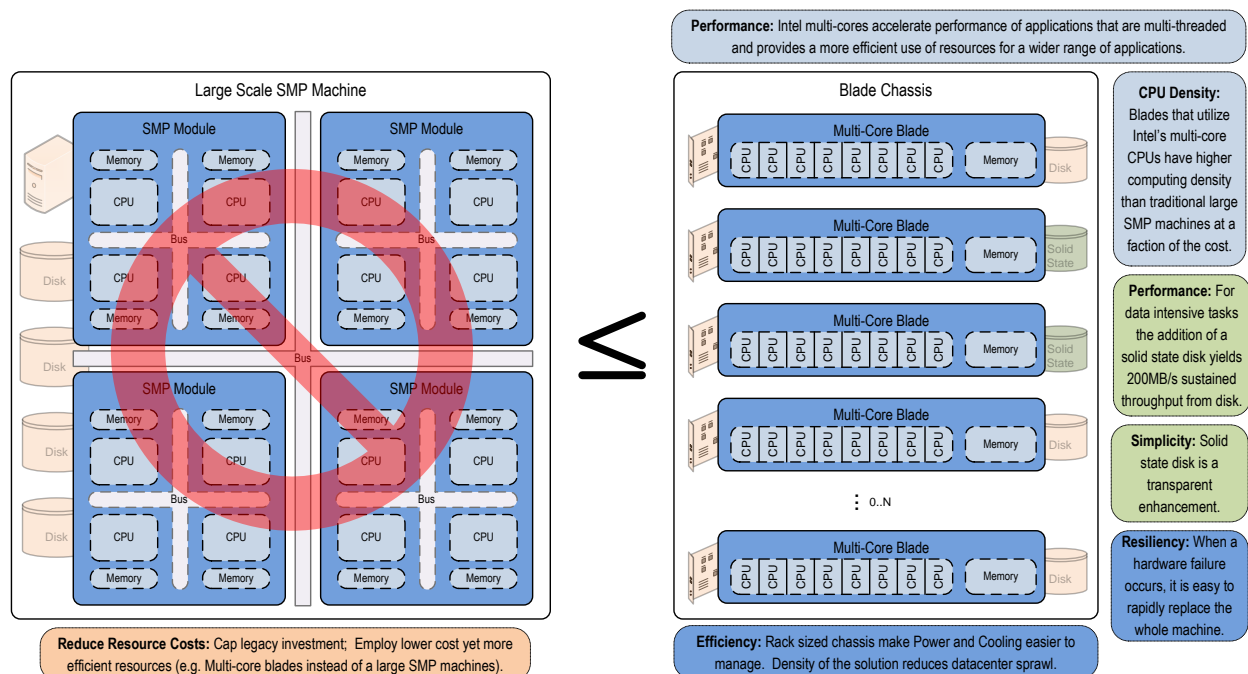 Performance: Intel multi-cores accelerate performance of applications that are multi-threaded
and provides a more efficient use of resources for a wider range of applications.
Large Scale SMP Machine
SMP Module
Memory
Memory
CPU
CPU
Bus
CPU
CPU
Memory
Memory
SMP Module
Memory
Memory
CPU
CPU
Bus
CPU
CPU
Memory
Memory
Disk
Disk
Disk
Disk
Bus
SMP Module
Memory
Memory
CPU
CPU
Bus
CPU
CPU
Memory
Memory
SMP Module
Memory
Memory
CPU
CPU
Bus
CPU
CPU
Memory
Memory
Reduce Resource Costs: Cap legacy investment; Employ lower cost yet more
efficient resources (e.g. Multi-core blades instead of a large SMP machines).
≤
Blade Chassis
Multi-Core Blade
CPU CPU CPU CPU CPU CPU CPU CPU Memory Disk
Multi-Core Blade
CPU CPU CPU CPU CPU CPU CPU CPU Memory Solid
State
Multi-Core Blade
CPU CPU CPU CPU CPU CPU CPU CPU Memory Solid
State
Multi-Core Blade
CPU CPU CPU CPU CPU CPU CPU CPU Memory Disk
⋮ 0..N
Multi-Core Blade
CPU CPU CPU CPU CPU CPU CPU CPU Memory Disk
Efficiency: Rack sized chassis make Power and Cooling easier to
manage. Density of the solution reduces datacenter sprawl.
CPU Density:
Blades that utilize
Intel's multi-core
CPUs have higher
computing density
than traditional large
SMP machines at a
faction of the cost.
Performance: For
data intensive tasks
the addition of a
solid state disk yields
200MB/s sustained
throughput from disk.
Simplicity: Solid
state disk is a
transparent
enhancement.
Resiliency: When a
hardware failure
occurs, it is easy to
rapidly replace the
whole machine.